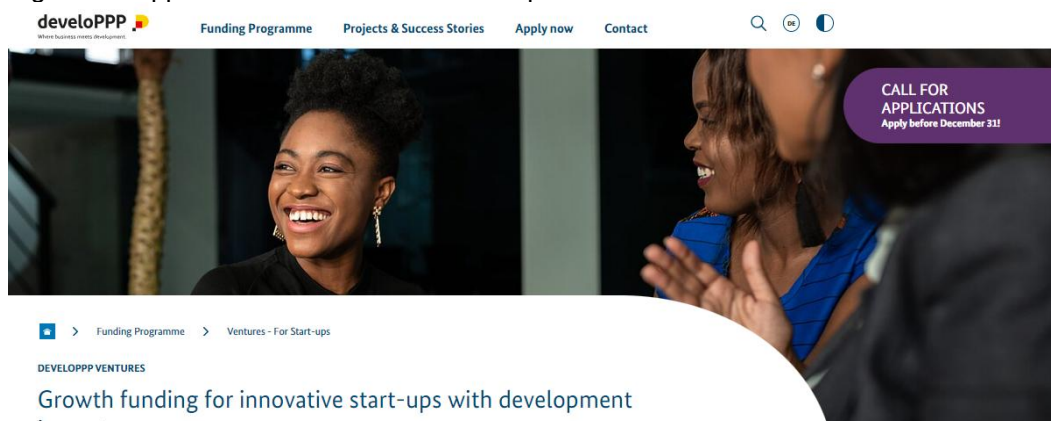 develoPPP
Where business meets development.
Funding Programme
Projects & Success Stories
Apply now
Contact
DE
CALL FOR
APPLICATIONS
Apply before December 31!
Funding Programme
Ventures - For Start-ups
DEVELOPPP VENTURES
Growth funding for innovative start-ups with development